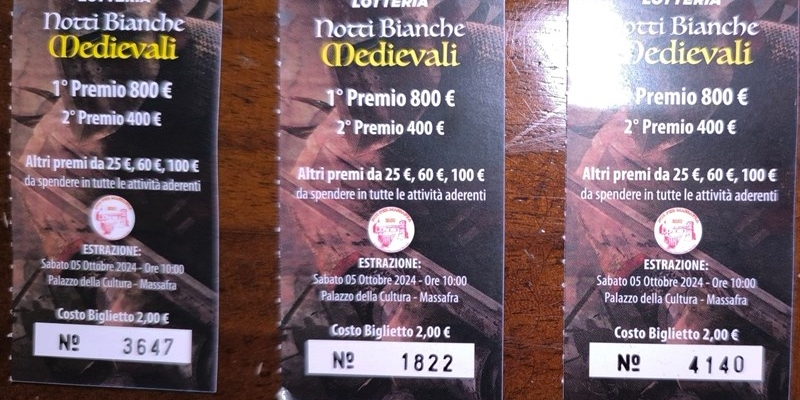 LOTTERIA
Notti Bianche
Medievali
1° Premio 800 €
2° Premio 400 €
Altri premi da 25 €, 60 €, 100 €
da spendere in tutte le attività aderenti
ESTRAZIONE:
Sabato 05 Ottobre 2024 - Ore 10:00
Palazzo della Cultura - Massafra
Costo Biglietto 2,00 €
Nº 3647
LOTTERIA
Notti Bianche
Medievali
1° Premio 800 €
2° Premio 400 €
Altri premi da 25 €, 60 €, 100 €
da spendere in tutte le attività aderenti
ESTRAZIONE:
Sabato 05 Ottobre 2024 - Ore 10:00
Palazzo della Cultura - Massafra
Costo Biglietto 2,00 €
Nº 1822
LOTTERIA
Notti Bianche
Medievali
Premio 800 €
2° Premio 400 €
Altri premi da 25 €, 60 €, 100 €
da spendere in tutte le attività aderenti
ESTRAZIONE:
Sabato 05 Ottobre 2024 - Ore 10:00
Palazzo della Cultura - Massafra
Costo Biglietto 2,00 €
Nº 4140